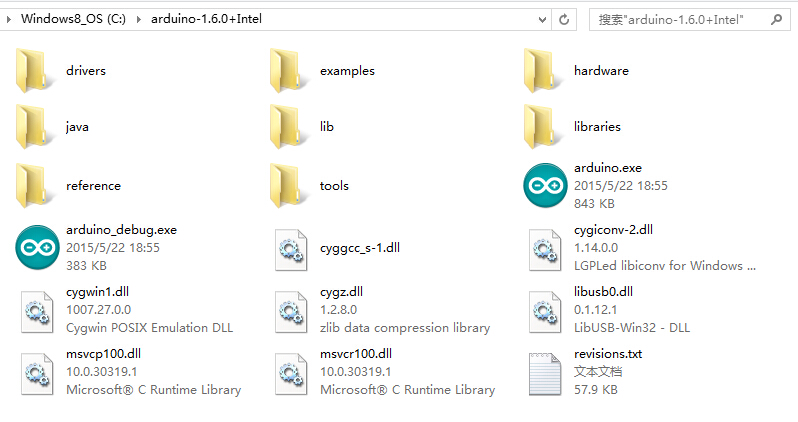 Windows8_OS (C:) arduino-1.6.0+Intel
搜索"arduino-1.6.0+Intel"
drivers
examples
hardware
java
lib
libraries
reference
tools
arduino.exe
2015/5/22 18:55
843 KB
arduino_debug.exe
2015/5/22 18:55
383 KB
cyggcc_s-1.dll
cygiconv-2.dll
1.14.0.0
LGPLed libiconv for Windows ...
cygwin1.dll
1007.27.0.0
Cygwin POSIX Emulation DLL
cygz.dll
1.2.8.0
zlib data compression library
libusb0.dll
0.1.12.1
LibUSB-Win32 - DLL
msvcp100.dll
10.0.30319.1
Microsoft® C Runtime Library
msvcr100.dll
10.0.30319.1
Microsoft® C Runtime Library
revisions.txt
文本文档
57.9 KB